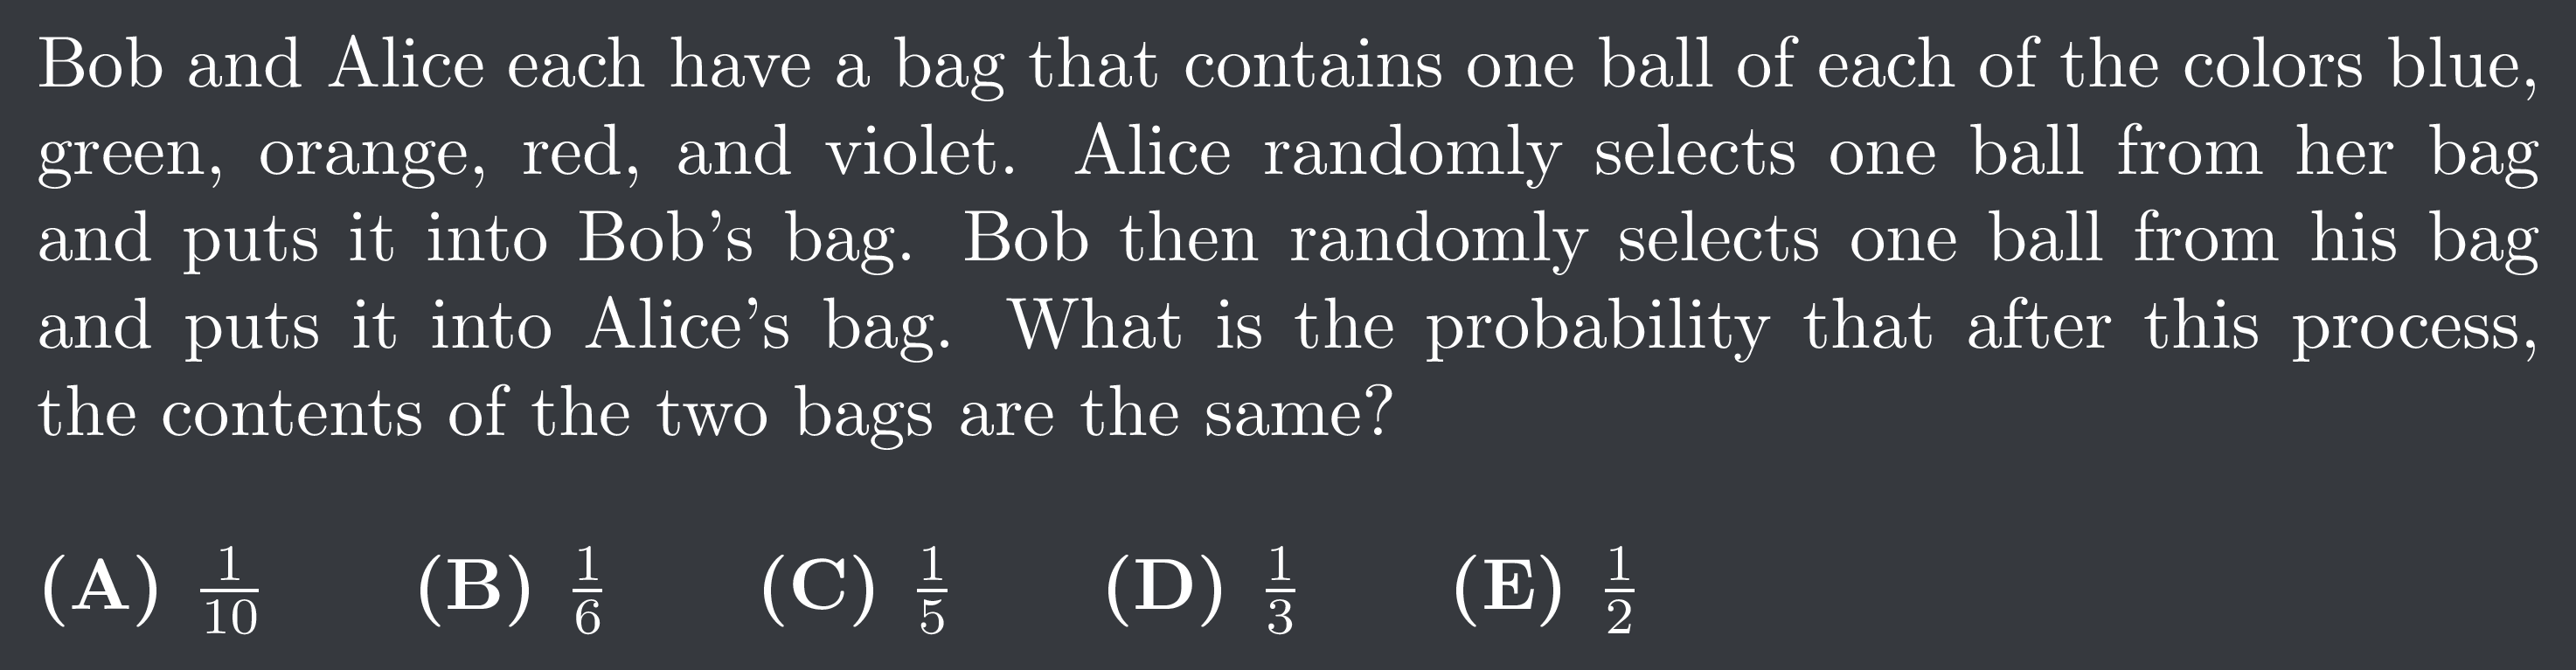 Bob and Alice each have a bag that contains one ball of each of the colors blue,
green, orange, red, and violet. Alice randomly selects one ball from her bag
and puts it into Bob's bag. Bob then randomly selects one ball from his bag
and puts it into Alice's bag. What is the probability that after this process,
the contents of the two bags are the same?
(A) 1/10 (B) 1/6 (C) 1/5 (D) 1/3 (E) 1/2